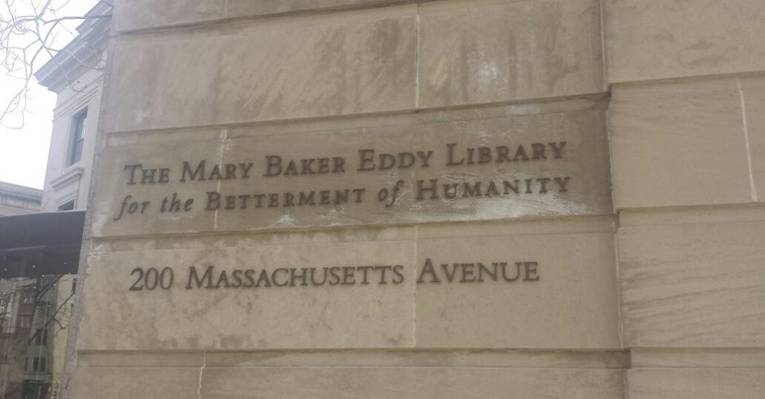 The Mary Baker Eddy Library
for the Betterment of Humanity
200 Massachusetts Avenue